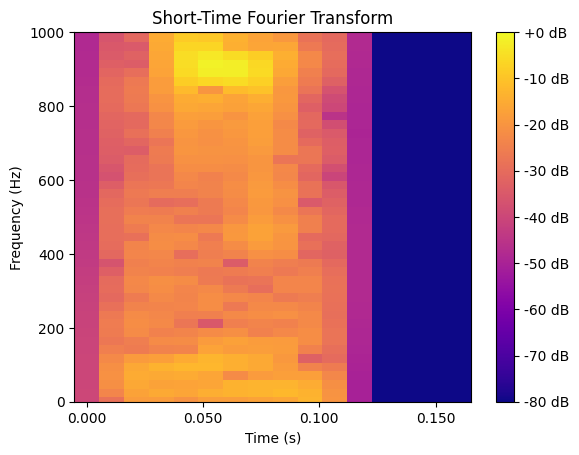 Short-Time Fourier Transform
1000
800
600
400
200
0
Frequency (Hz)
0.000
0.050
0.100
0.150
Time (s)
+0 dB
-10 dB
-20 dB
-30 dB
-40 dB
-50 dB
-60 dB
-70 dB
-80 dB